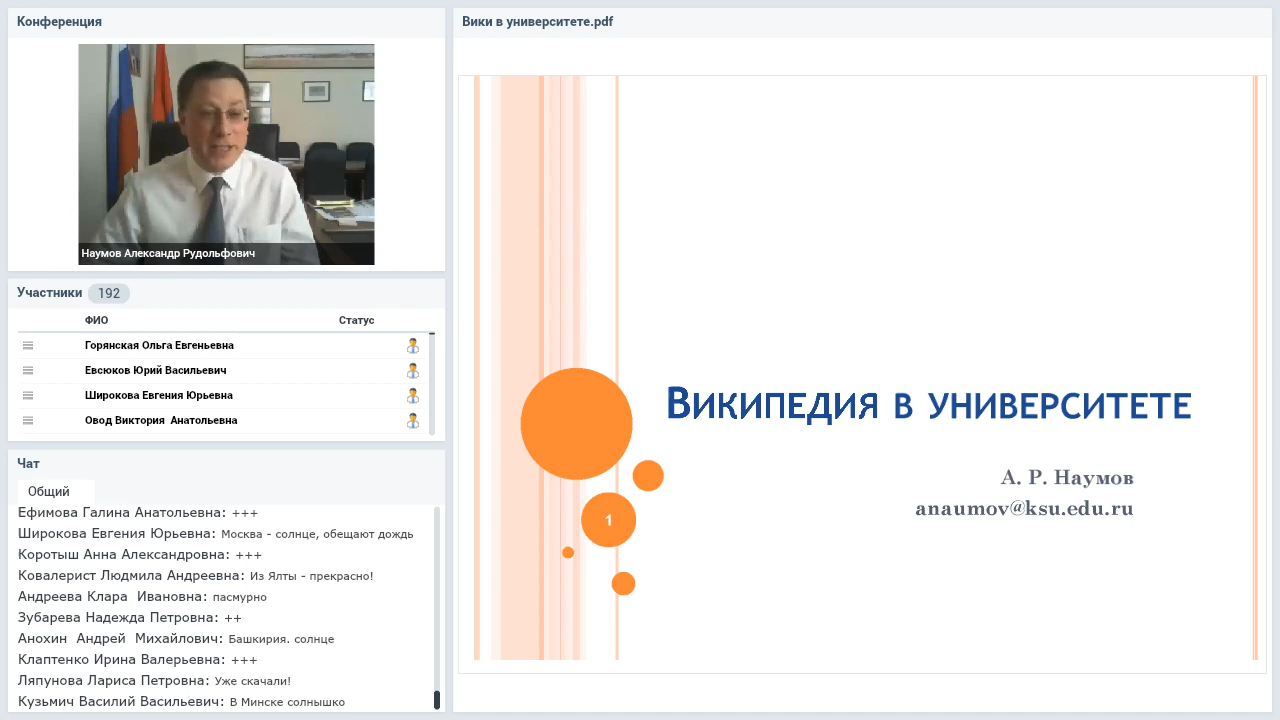 Конференция
Наумов Александр Рудольфович
Участники 192
ФИО Статус
Горянская Ольга Евгеньевна
Евсюков Юрий Васильевич
Широкова Евгения Юрьевна
Овод Виктория  Анатольевна
Чат
Общий
Ефимова Галина Анатольевна: +++
Широкова Евгения Юрьевна: Москва - солнце, обещают дождь
Коротыш Анна Александровна: +++
Ковалерист Людмила Андреевна: Из Ялты - прекрасно!
Андреева Клара  Ивановна: пасмурно
Зубарева Надежда Петровна: ++
Анохин  Андрей  Михайлович: Башкирия. солнце
Клаптенко Ирина Валерьевна: +++
Ляпунова Лариса Петровна: Уже скачали!
Кузьмич Василий Васильевич: В Минске солнышко
Вики в университете.pdf
Википедия в университете
А. Р. Наумов
anaumov@ksu.edu.ru
1